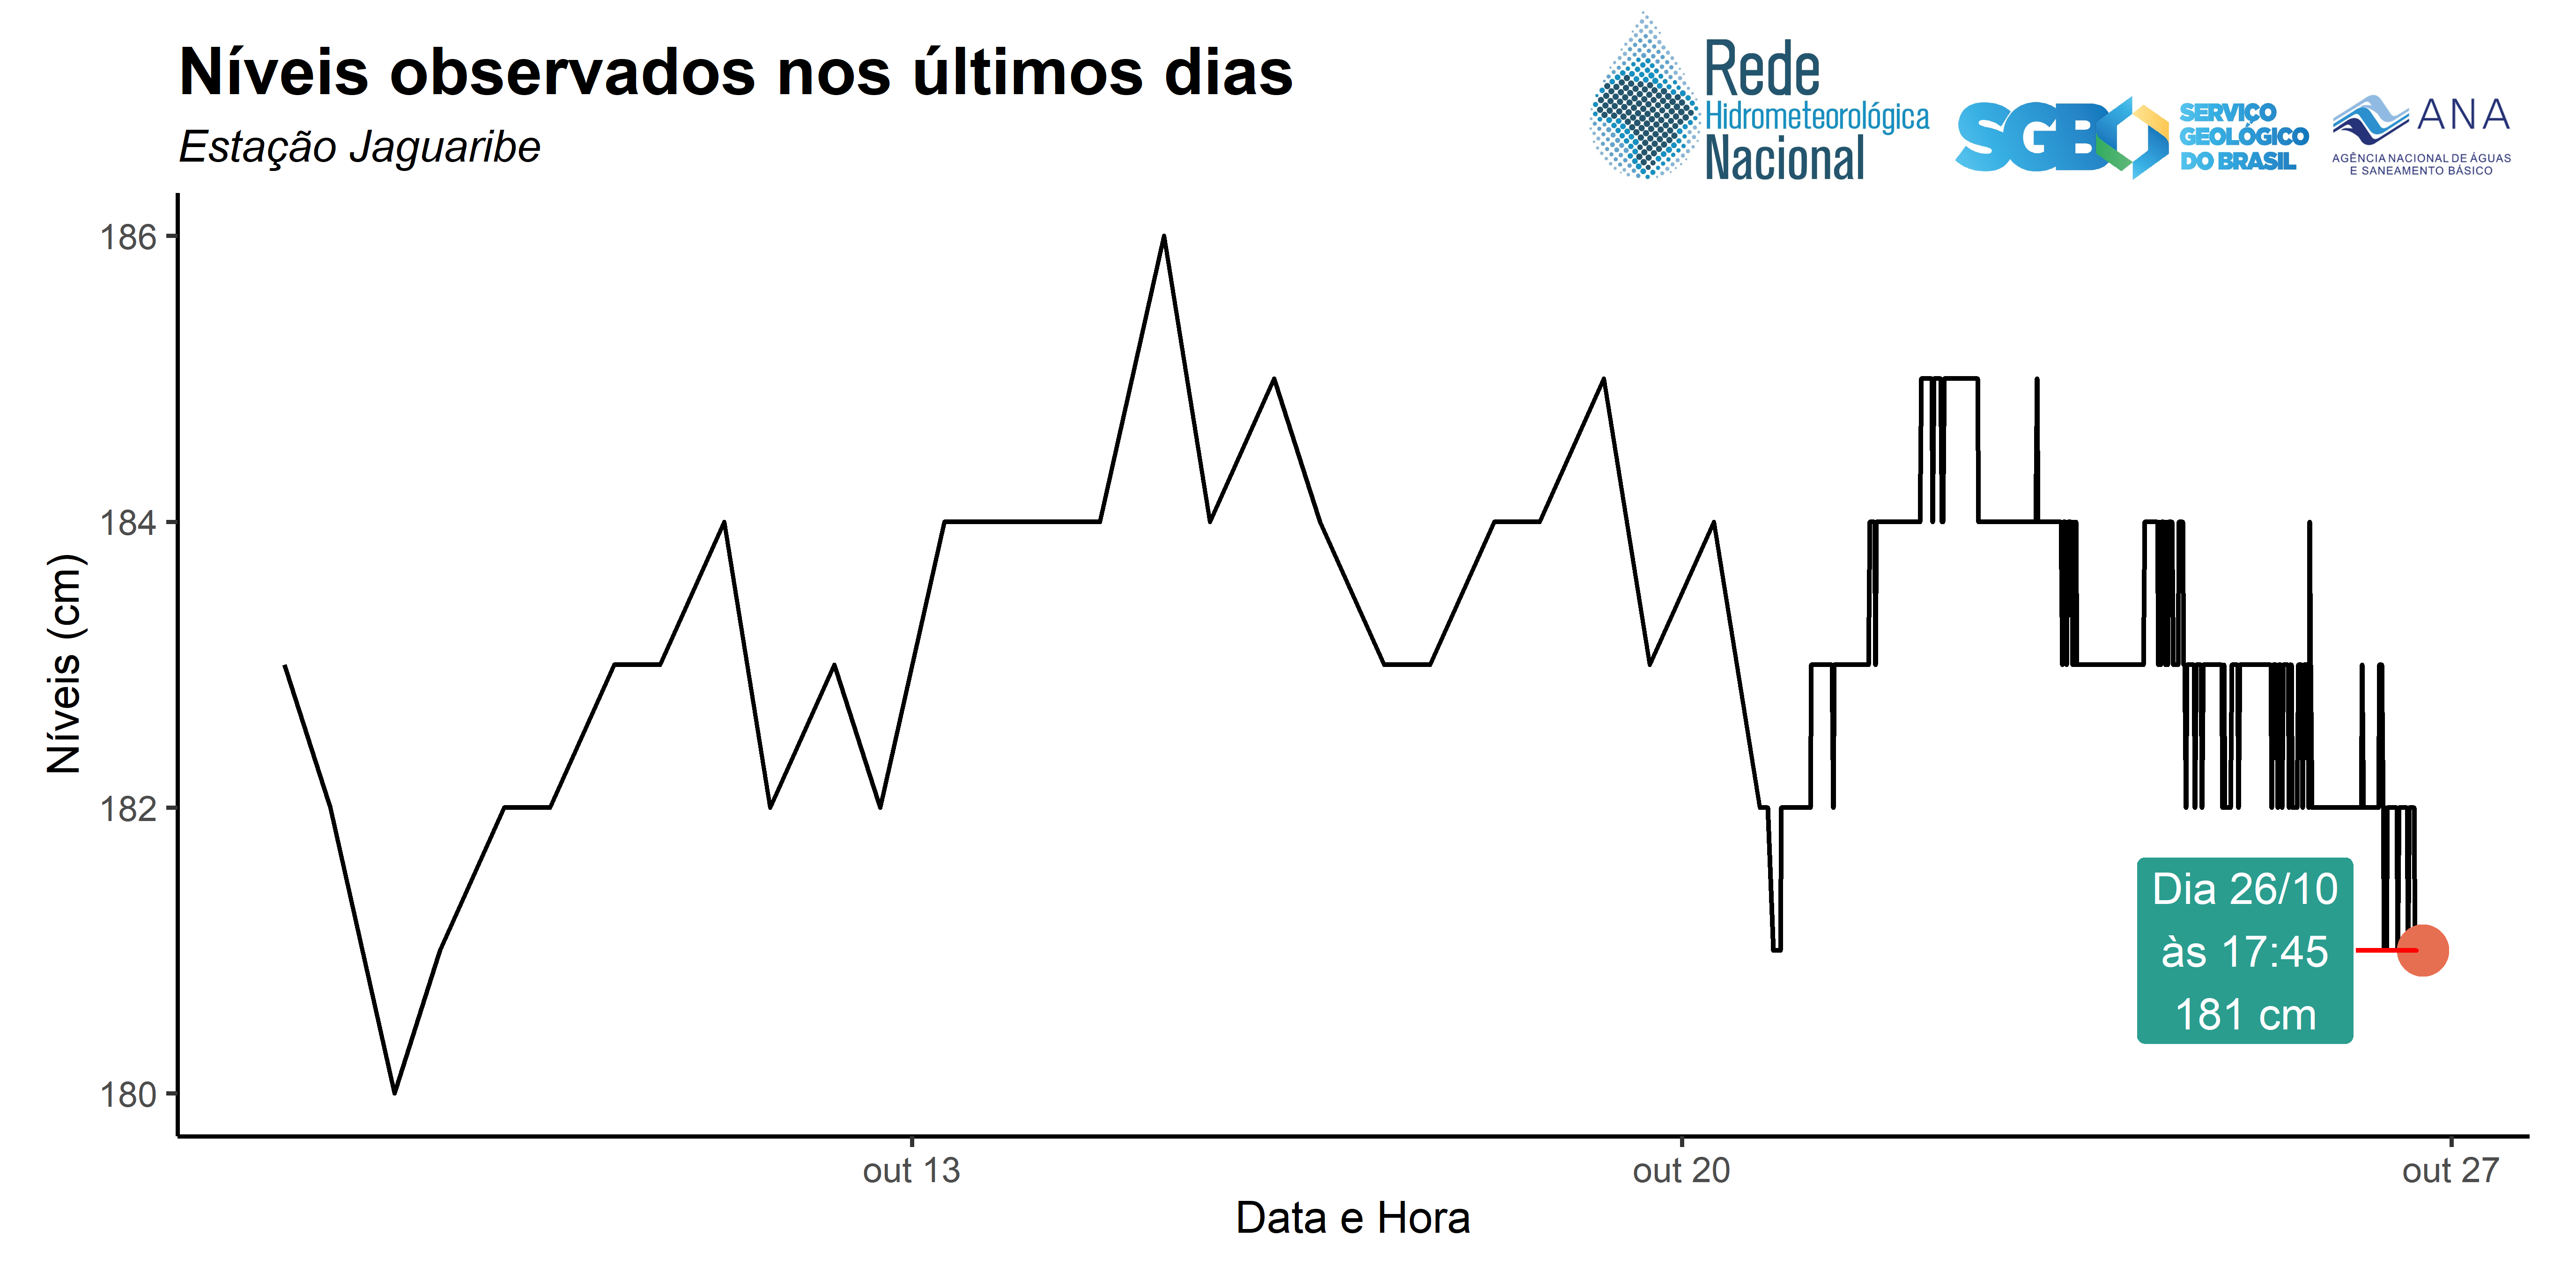 Níveis observados nos últimos dias
Estação Jaguaribe
Rede
Hidrometeorológica
Nacional
SGB
SERVIÇO
GEOLÓGICO
DO BRASIL
ANA
AGÊNCIA NACIONAL DE ÁGUAS
E SANEAMENTO BÁSICO
186
184
182
180
Níveis (cm)
Dia 26/10
às 17:45
181 cm
out 13
out 20
out 27
Data e Hora